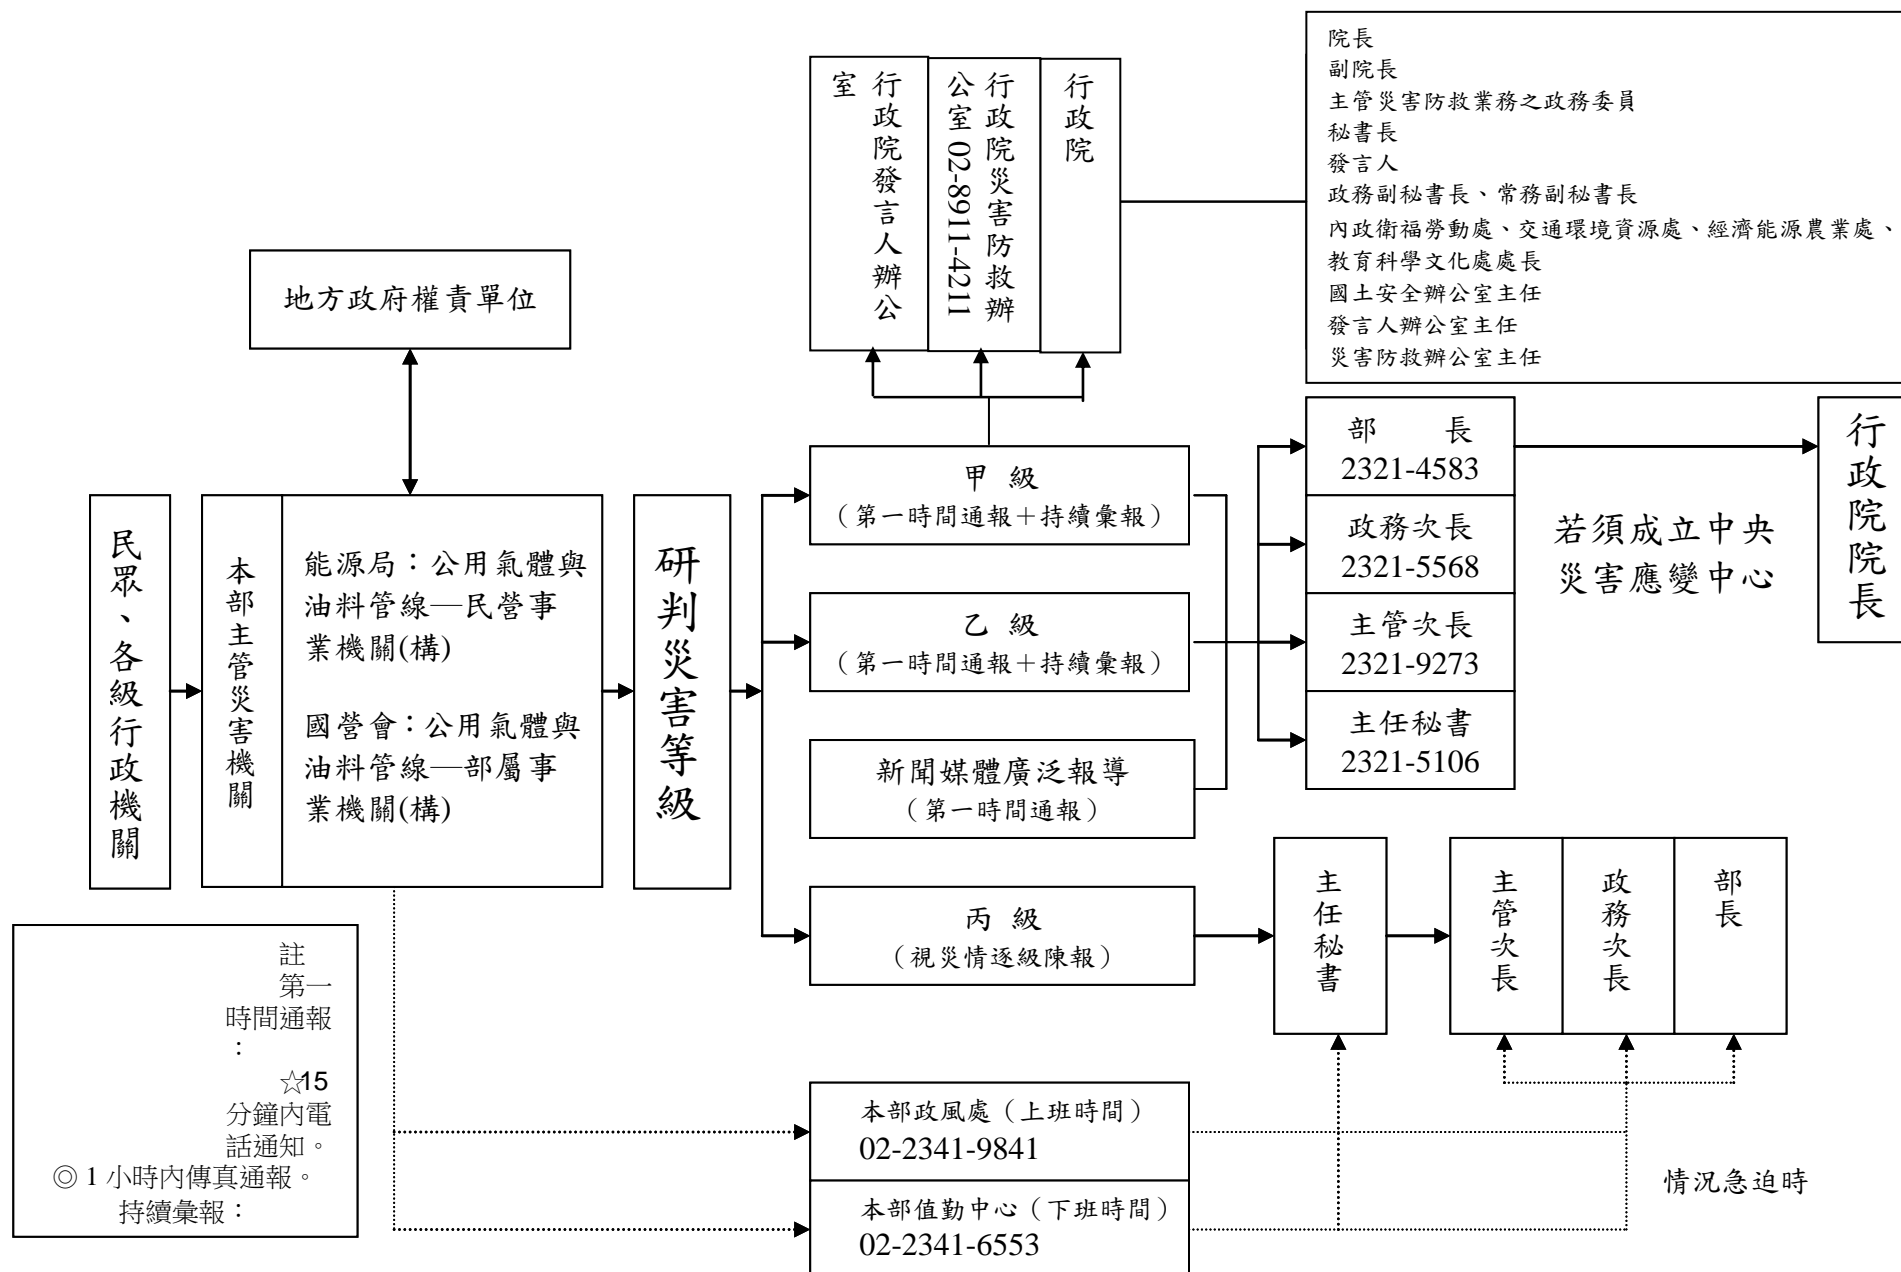 院長
副院長
主管災害防救業務之政務委員
秘書長
發言人
政務副秘書長、常務副秘書長
內政衛福勞動處、交通環境資源處、經濟能源農業處、
教育科學文化處處長
國土安全辦公室主任
發言人辦公室主任
災害防救辦公室主任
行政院
行政院災害防救辦
公室 02-8911-4211
行政院發言人辦公
室
地方政府權責單位
民眾、各級行政機關
本部主管災害機關
能源局：公用氣體與
油料管線—民營事
業機關(構)
國營會：公用氣體與
油料管線—部屬事
業機關(構)
研判災害等級
甲 級
（第一時間通報＋持續彙報）
乙 級
（第一時間通報＋持續彙報）
新聞媒體廣泛報導
（第一時間通報）
丙 級
（視災情逐級陳報）
部 長
2321-4583
政務次長
2321-5568
主管次長
2321-9273
主任秘書
2321-5106
若須成立中央
災害應變中心
行政院院長
主任秘書
主管次長
政務次長
部長
註
第一
時間通報
：
☆15
分鐘內電
話通知。
◎ 1 小時內傳真通報。
持續彙報：
本部政風處（上班時間）
02-2341-9841
本部值勤中心（下班時間）
02-2341-6553
情況急迫時